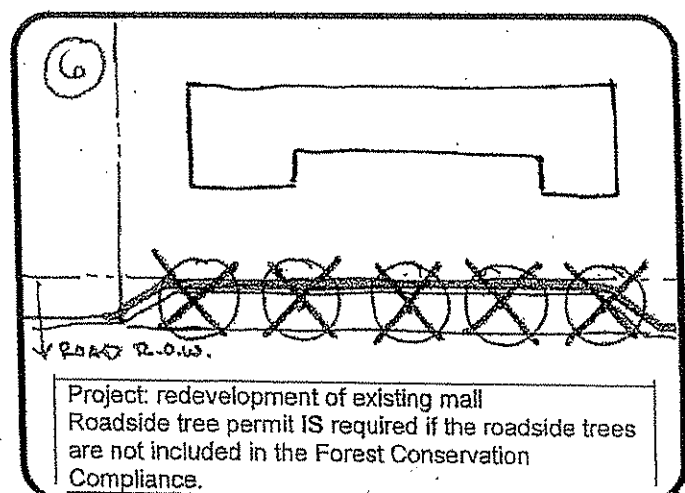 6
ROAD R.O.W.
Project: redevelopment of existing mall
Roadside tree permit IS required if the roadside trees
are not included in the Forest Conservation
Compliance.